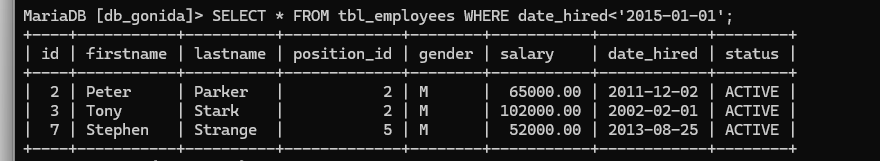 MariaDB [db_gonida]> SELECT * FROM tbl_employees WHERE date_hired<'2015-01-01';
+----+-----------+----------+-------------+--------+-----------+------------+--------+
| id | firstname | lastname | position_id | gender | salary    | date_hired | status |
+----+-----------+----------+-------------+--------+-----------+------------+--------+
|  2 | Peter     | Parker   |           2 | M      |  65000.00 | 2011-12-02 | ACTIVE |
|  3 | Tony      | Stark    |           2 | M      | 102000.00 | 2002-02-01 | ACTIVE |
|  7 | Stephen   | Strange  |           5 | M      |  52000.00 | 2013-08-25 | ACTIVE |
+----+-----------+----------+-------------+--------+-----------+------------+--------+